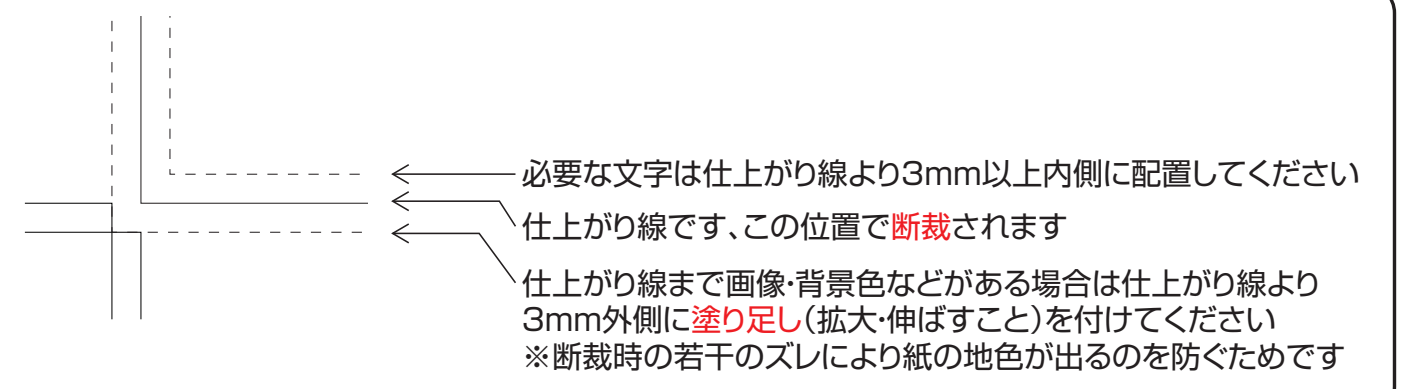 必要な文字は仕上がり線より3mm以上内側に配置してください
仕上がり線です、この位置で断裁されます
仕上がり線まで画像・背景色などがある場合は仕上がり線より
3mm外側に塗り足し(拡大・伸ばすこと)を付けてください
※断裁時の若干のズレにより紙の地色が出るのを防ぐためです